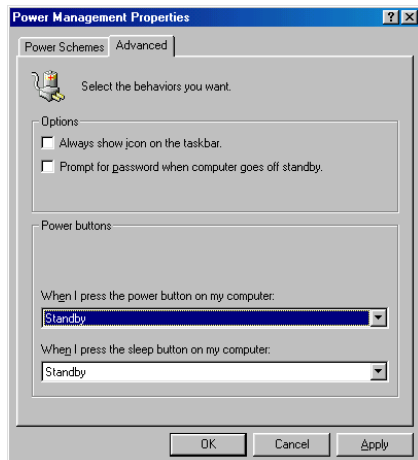 Power Management Properties
Power Schemes Advanced
Select the behaviors you want.
Options
Always show icon on the taskbar.
Prompt for password when computer goes off standby.
Power buttons
When I press the power button on my computer:
Standby
When I press the sleep button on my computer:
Standby
OK Cancel Apply